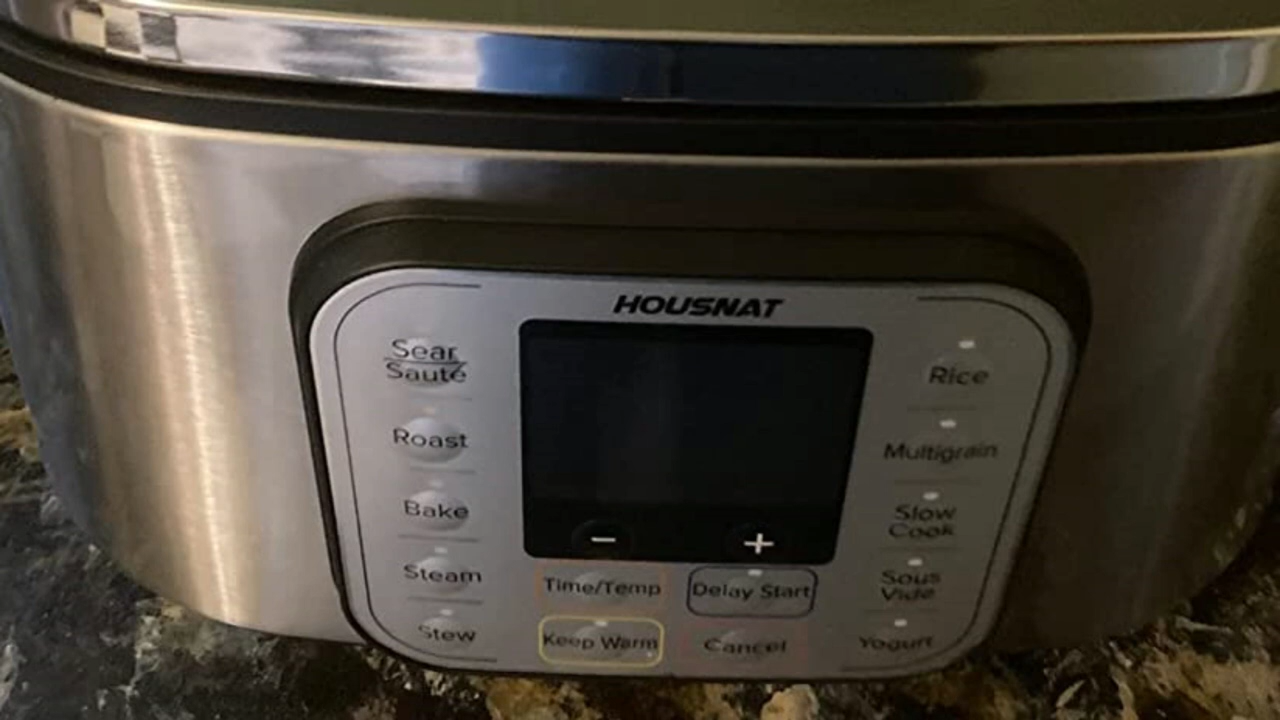 HOUSNAT
Sear
Sauté
Roast
Bake
Steam
Stew
− +
Time/Temp Delay Start
Keep Warm Cancel
Rice
Multigrain
Slow
Cook
Sous
Vide
Yogurt